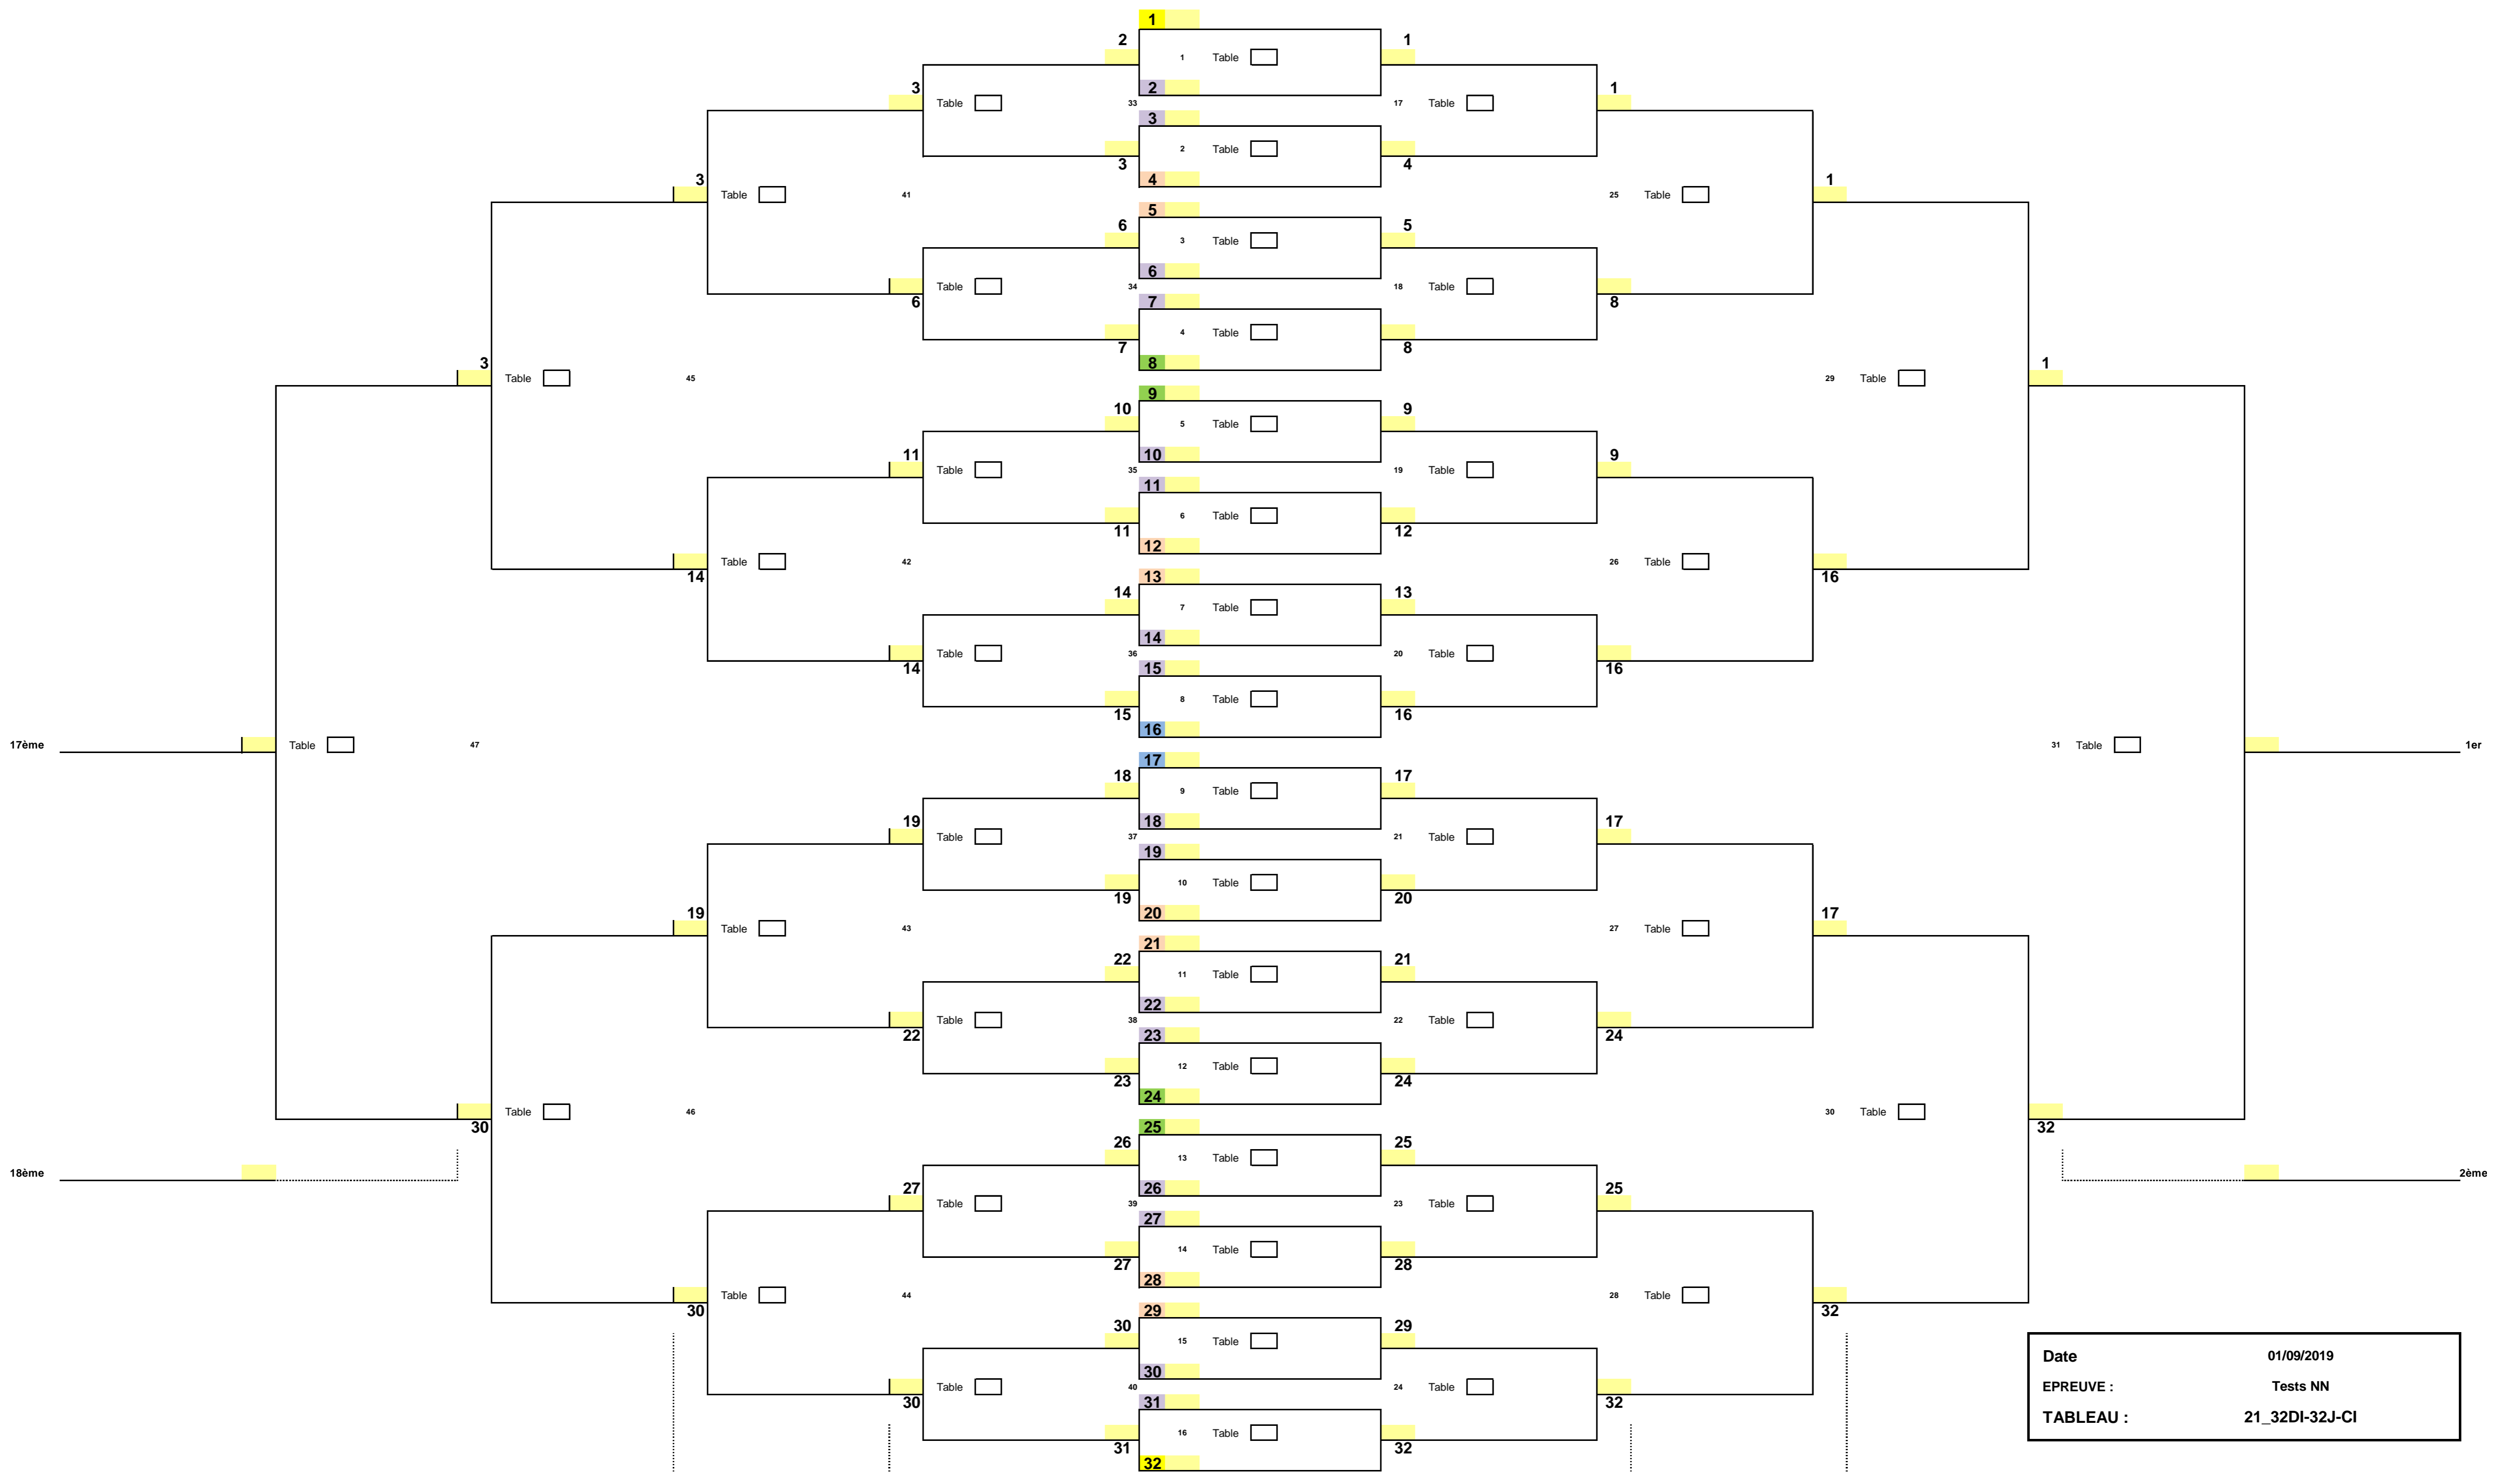 1
2 1
1 Table
3 2 1
Table 33 17 Table
3
2 Table
3 4
3 4 1
Table 41 25 Table
5
6 5
3 Table
6
Table 34 18 Table
6 7 8
4 Table
7 8
3 8 1
Table 45 29 Table
9
10 9
5 Table
11 10 9
Table 35 19 Table
11
6 Table
11 12
12
Table 42 26 Table
14 13 16
14 13
7 Table
14
Table 36 20 Table
14 15 16
8 Table
15 16
16
17ème Table 47 31 Table 1er
17
18 17
9 Table
19 18 17
Table 37 21 Table
19
10 Table
19 20
19 20 17
Table 43 27 Table
21
22 21
11 Table
22
Table 38 22 Table
22 23 24
12 Table
23 24
24
Table 46 30 Table
30 25 32
26 25
13 Table
18ème 2ème
27 26 25
Table 39 23 Table
27
14 Table
27 28
28
Table 44 28 Table
30 29 32
30 29
15 Table
Date 01/09/2019
30
Table 40 24 Table
EPREUVE : Tests NN
30 31 32
TABLEAU : 21_32DI-32J-CI
16 Table
31 32
32